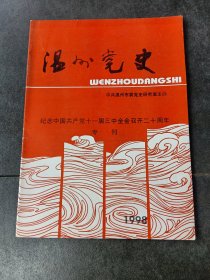 温州党史
WENZHOUDANGSHI
中共温州市委党史研究室主办
纪念中国共产党十一届三中全会召开二十周年
专刊
1998